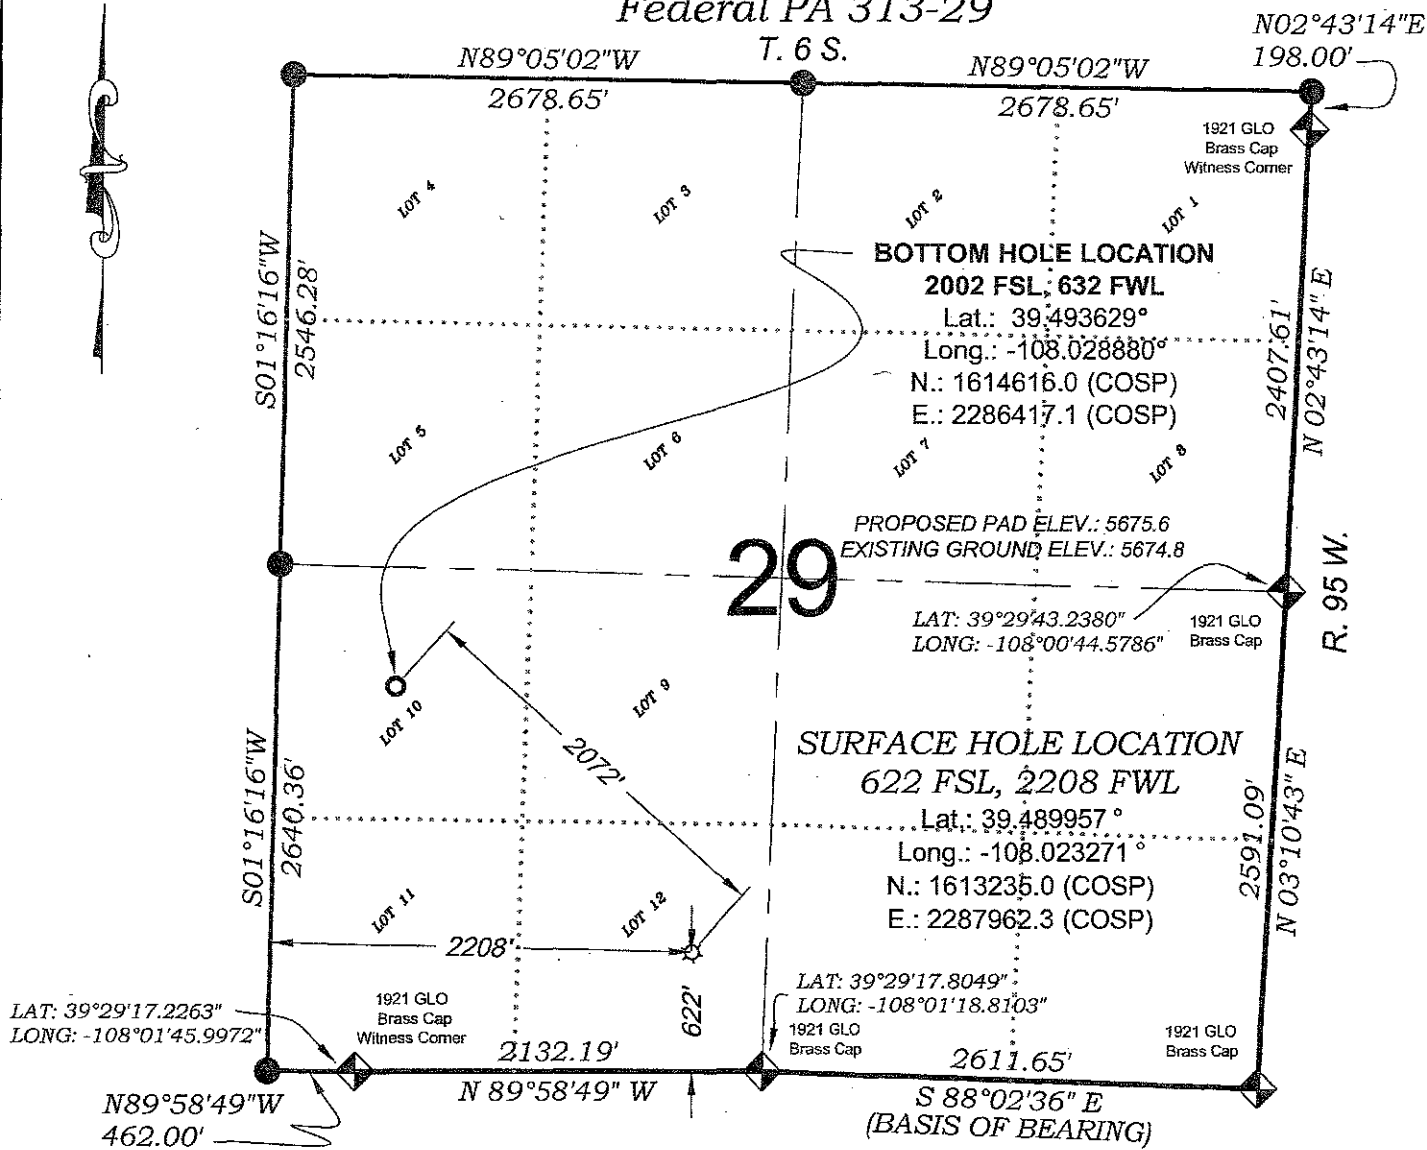 Federal PA 313-29
T. 6 S.
N02°43'14"E
198.00'
N89°05'02"W
2678.65'
N89°05'02"W
2678.65'
1921 GLO
Brass Cap
Witness Corner
LOT 4
LOT 3
LOT 2
LOT 1
BOTTOM HOLE LOCATION
2002 FSL, 632 FWL
Lat.: 39.493629°
Long.: -108.028880°
N.: 1614616.0 (COSP)
E.: 2286417.1 (COSP)
S01°16'16"W
2546.28'
2407.61'
N 02°43'14" E
LOT 5
LOT 6
LOT 7
LOT 8
PROPOSED PAD ELEV.: 5675.6
EXISTING GROUND ELEV.: 5674.8
29
R. 95 W.
LAT: 39°29'43.2380"
LONG: -108°00'44.5786"
1921 GLO
Brass Cap
LOT 10
LOT 9
2072'
SURFACE HOLE LOCATION
622 FSL, 2208 FWL
Lat.: 39.489957°
Long.: -108.023271°
N.: 1613235.0 (COSP)
E.: 2287962.3 (COSP)
S01°16'16"W
2640.36'
2591.09'
N 03°10'43" E
LOT 11
LOT 12
2208'
622'
LAT: 39°29'17.2263"
LONG: -108°01'45.9972"
1921 GLO
Brass Cap
Witness Corner
LAT: 39°29'17.8049"
LONG: -108°01'18.8103"
1921 GLO
Brass Cap
1921 GLO
Brass Cap
2132.19'
N 89°58'49" W
2611.65'
S 88°02'36" E
(BASIS OF BEARING)
N89°58'49"W
462.00'